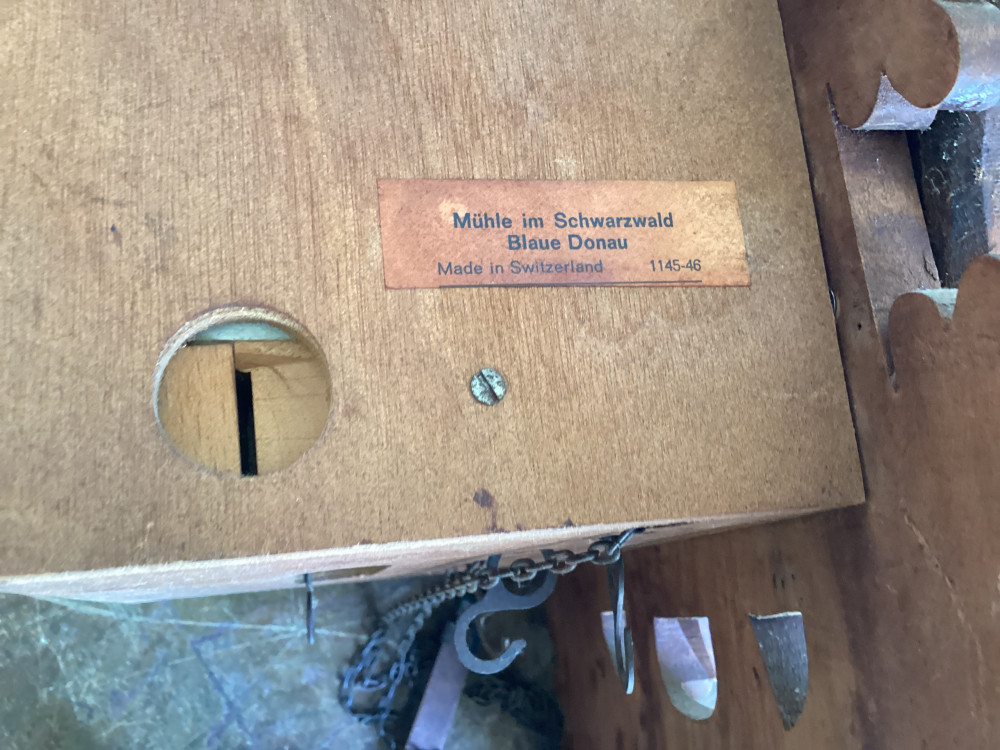 Mühle im Schwarzwald
Blaue Donau
Made in Switzerland 1145-46